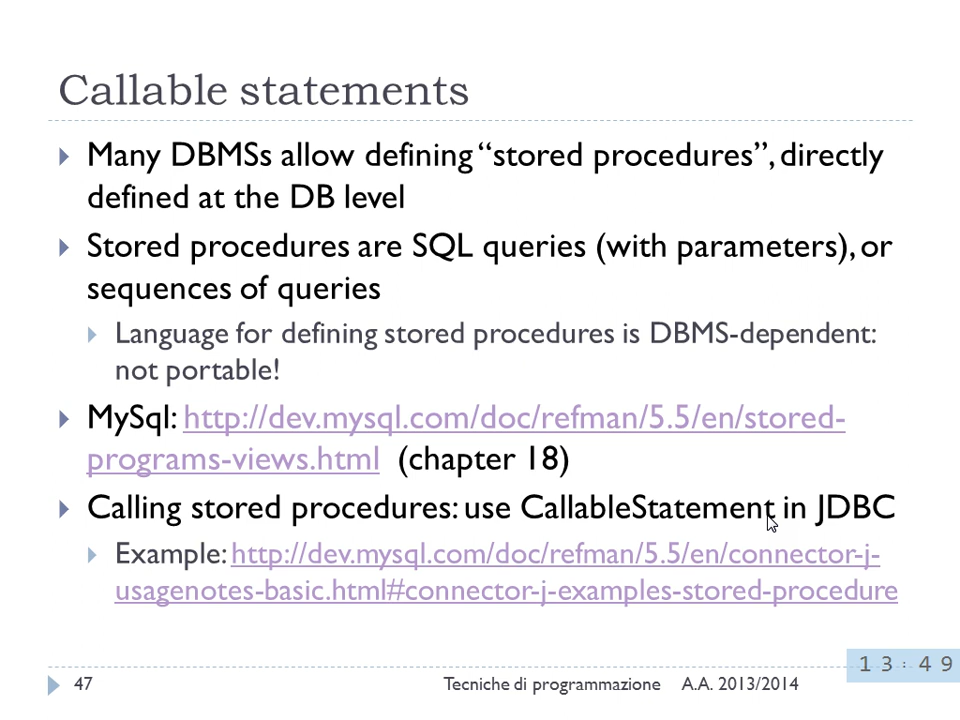 Callable statements
Many DBMSs allow defining “stored procedures”, directly
defined at the DB level
Stored procedures are SQL queries (with parameters), or
sequences of queries
Language for defining stored procedures is DBMS-dependent:
not portable!
MySql: http://dev.mysql.com/doc/refman/5.5/en/stored-
programs-views.html (chapter 18)
Calling stored procedures: use CallableStatement in JDBC
Example: http://dev.mysql.com/doc/refman/5.5/en/connector-j-
usagenotes-basic.html#connector-j-examples-stored-procedure
13:49
47 Tecniche di programmazione A.A. 2013/2014